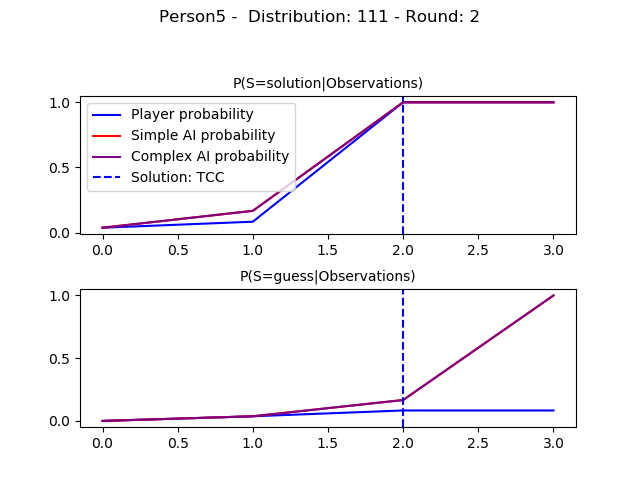 Person5 -  Distribution: 111 - Round: 2
P(S=solution|Observations)
1.0
0.5
0.0
Player probability
Simple AI probability
Complex AI probability
Solution: TCC
0.0 0.5 1.0 1.5 2.0 2.5 3.0
P(S=guess|Observations)
1.0
0.5
0.0
0.0 0.5 1.0 1.5 2.0 2.5 3.0